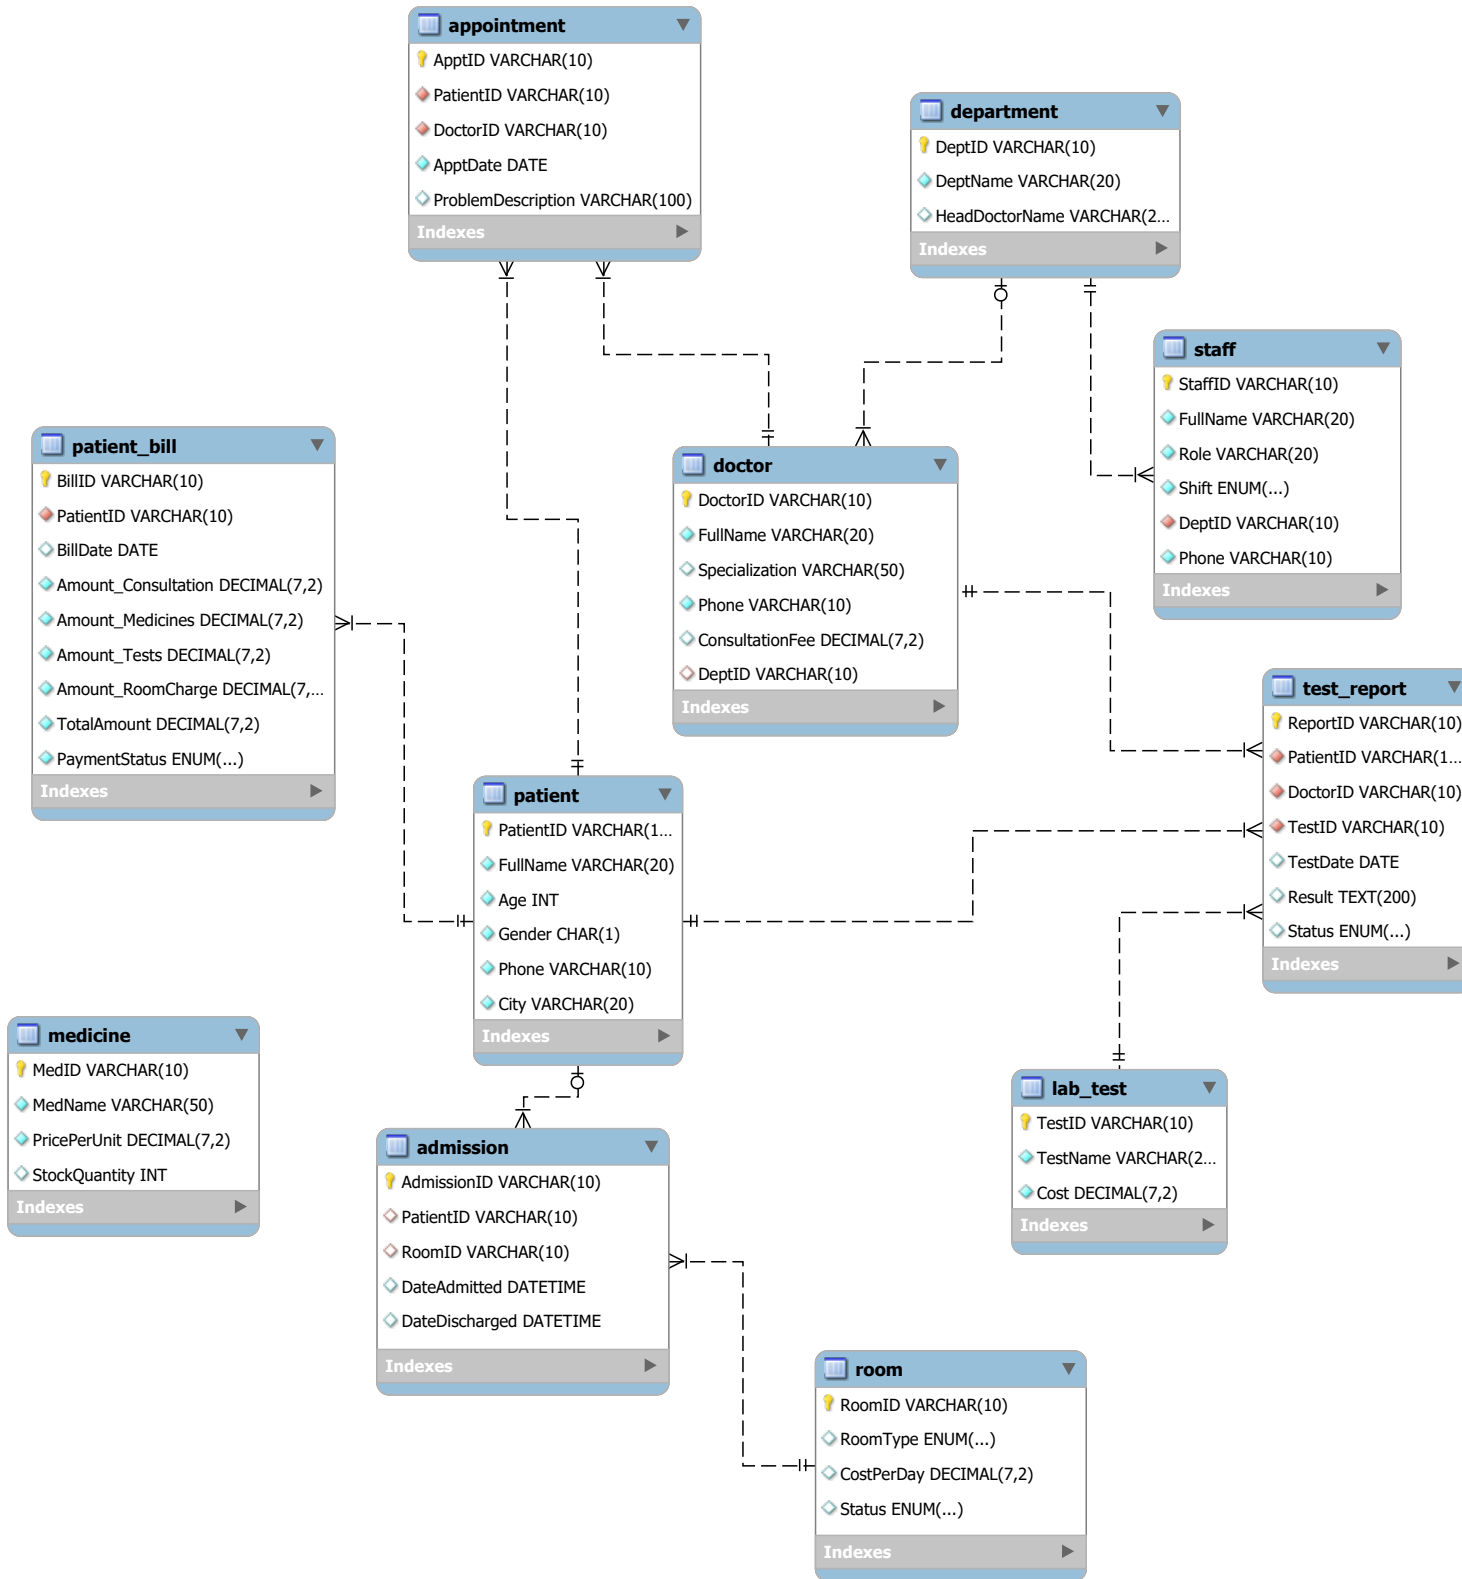 appointment
ApptID VARCHAR(10)
PatientID VARCHAR(10)
DoctorID VARCHAR(10)
ApptDate DATE
ProblemDescription VARCHAR(100)
Indexes
department
DeptID VARCHAR(10)
DeptName VARCHAR(20)
HeadDoctorName VARCHAR(2...
Indexes
staff
StaffID VARCHAR(10)
FullName VARCHAR(20)
Role VARCHAR(20)
Shift ENUM(...)
DeptID VARCHAR(10)
Phone VARCHAR(10)
Indexes
patient_bill
BillID VARCHAR(10)
PatientID VARCHAR(10)
BillDate DATE
Amount_Consultation DECIMAL(7,2)
Amount_Medicines DECIMAL(7,2)
Amount_Tests DECIMAL(7,2)
Amount_RoomCharge DECIMAL(7,...
TotalAmount DECIMAL(7,2)
PaymentStatus ENUM(...)
Indexes
doctor
DoctorID VARCHAR(10)
FullName VARCHAR(20)
Specialization VARCHAR(50)
Phone VARCHAR(10)
ConsultationFee DECIMAL(7,2)
DeptID VARCHAR(10)
Indexes
test_report
ReportID VARCHAR(10)
PatientID VARCHAR(1...
DoctorID VARCHAR(10)
TestID VARCHAR(10)
TestDate DATE
Result TEXT(200)
Status ENUM(...)
Indexes
patient
PatientID VARCHAR(1...
FullName VARCHAR(20)
Age INT
Gender CHAR(1)
Phone VARCHAR(10)
City VARCHAR(20)
Indexes
medicine
MedID VARCHAR(10)
MedName VARCHAR(50)
PricePerUnit DECIMAL(7,2)
StockQuantity INT
Indexes
lab_test
TestID VARCHAR(10)
TestName VARCHAR(2...
Cost DECIMAL(7,2)
Indexes
admission
AdmissionID VARCHAR(10)
PatientID VARCHAR(10)
RoomID VARCHAR(10)
DateAdmitted DATETIME
DateDischarged DATETIME
Indexes
room
RoomID VARCHAR(10)
RoomType ENUM(...)
CostPerDay DECIMAL(7,2)
Status ENUM(...)
Indexes